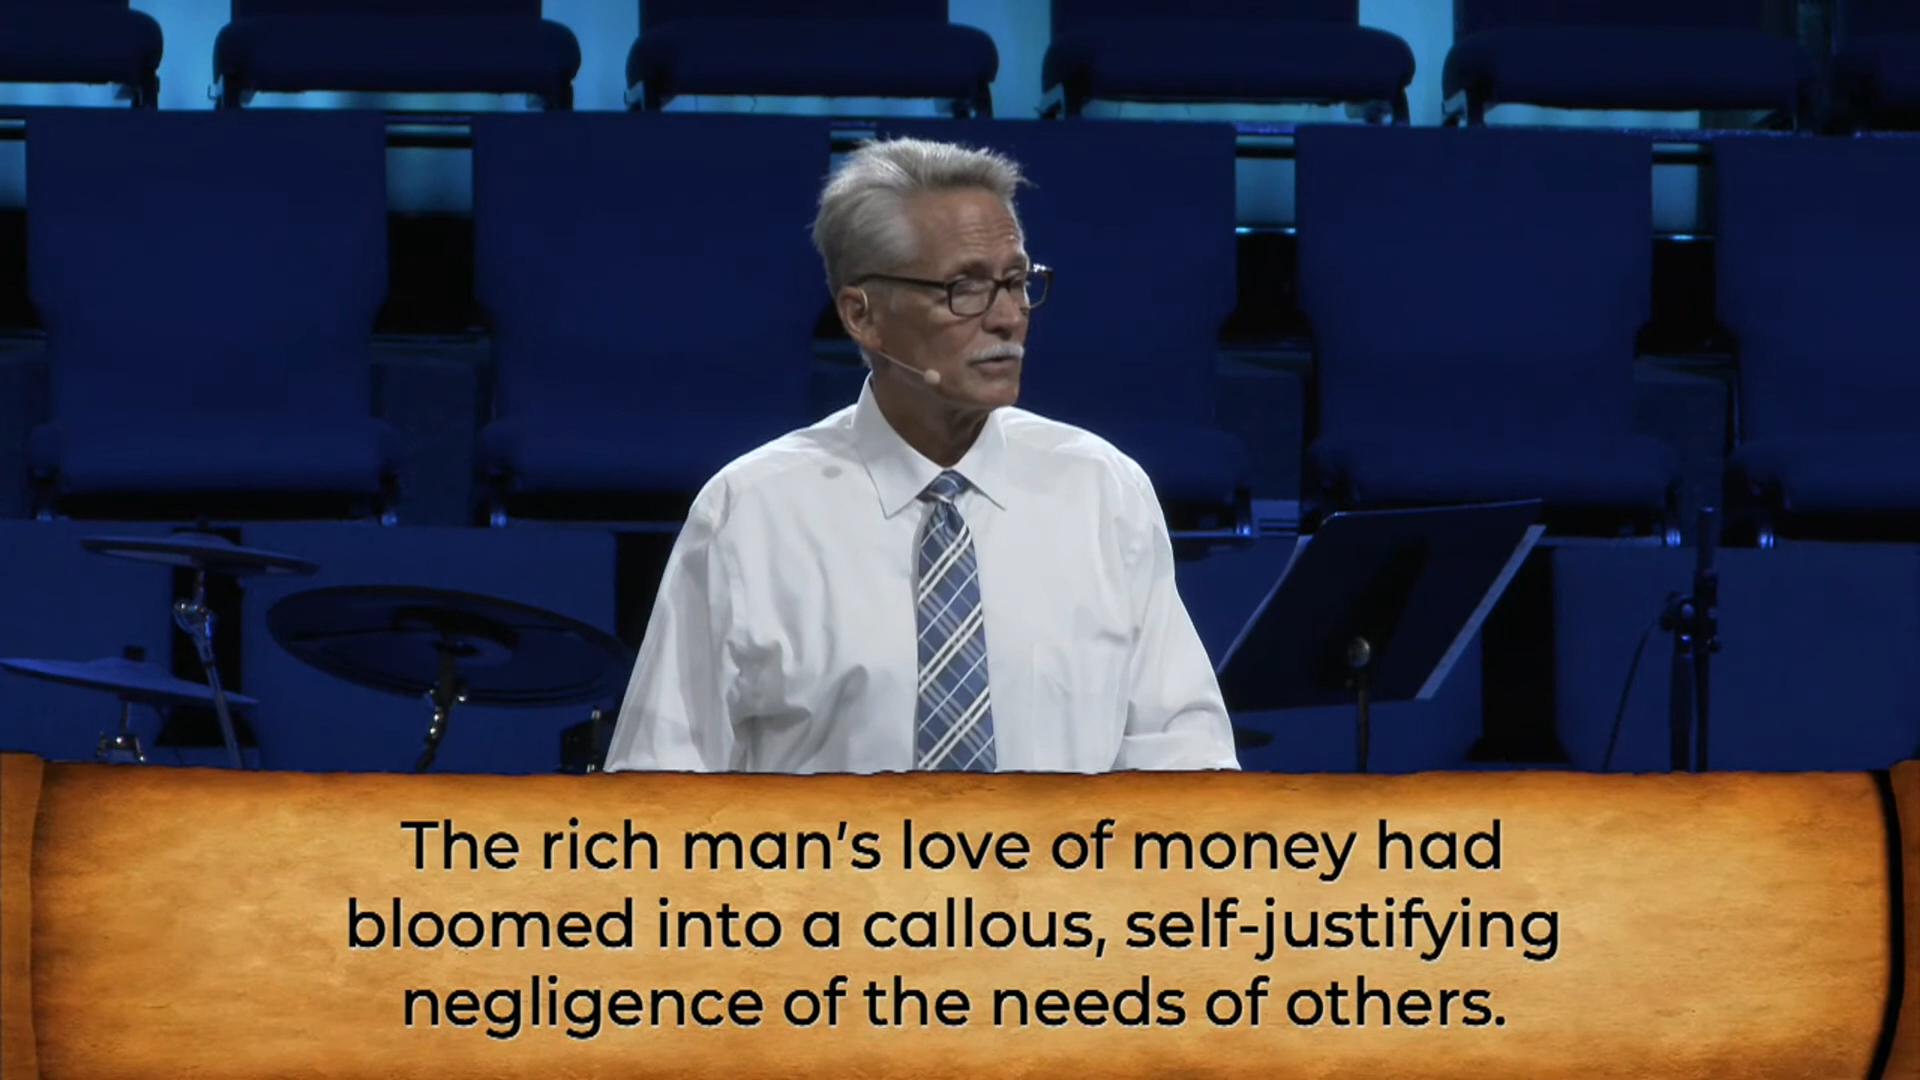 The rich man's love of money had
bloomed into a callous, self-justifying
negligence of the needs of others.